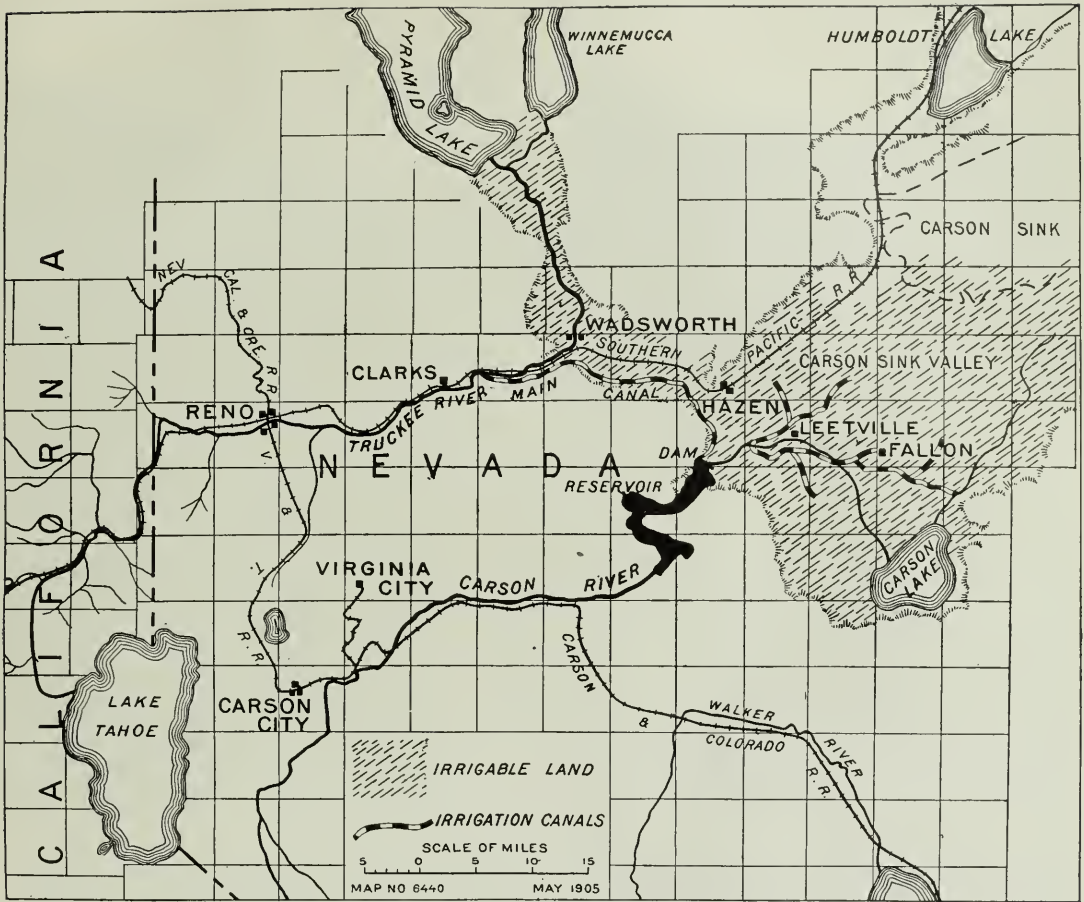 PYRAMID LAKE
WINNEMUCCA
LAKE
HUMBOLDT LAKE
CARSON SINK
NEV CAL & ORE R R
WADSWORTH
SOUTHERN PACIFIC R R
CARSON SINK VALLEY
CLARKS
MAIN CANAL
HAZEN
RENO
TRUCKEE RIVER
LEETVILLE
FALLON
NEVADA
DAM
RESERVOIR
V. & T. R. R.
CALIFORNIA
VIRGINIA
CITY
CARSON RIVER
CARSON
LAKE
CARSON & COLORADO R. R.
WALKER RIVER
CARSON
CITY
LAKE
TAHOE
IRRIGABLE LAND
IRRIGATION CANALS
SCALE OF MILES
5 0 5 10 15
MAP NO 6440 MAY 1905